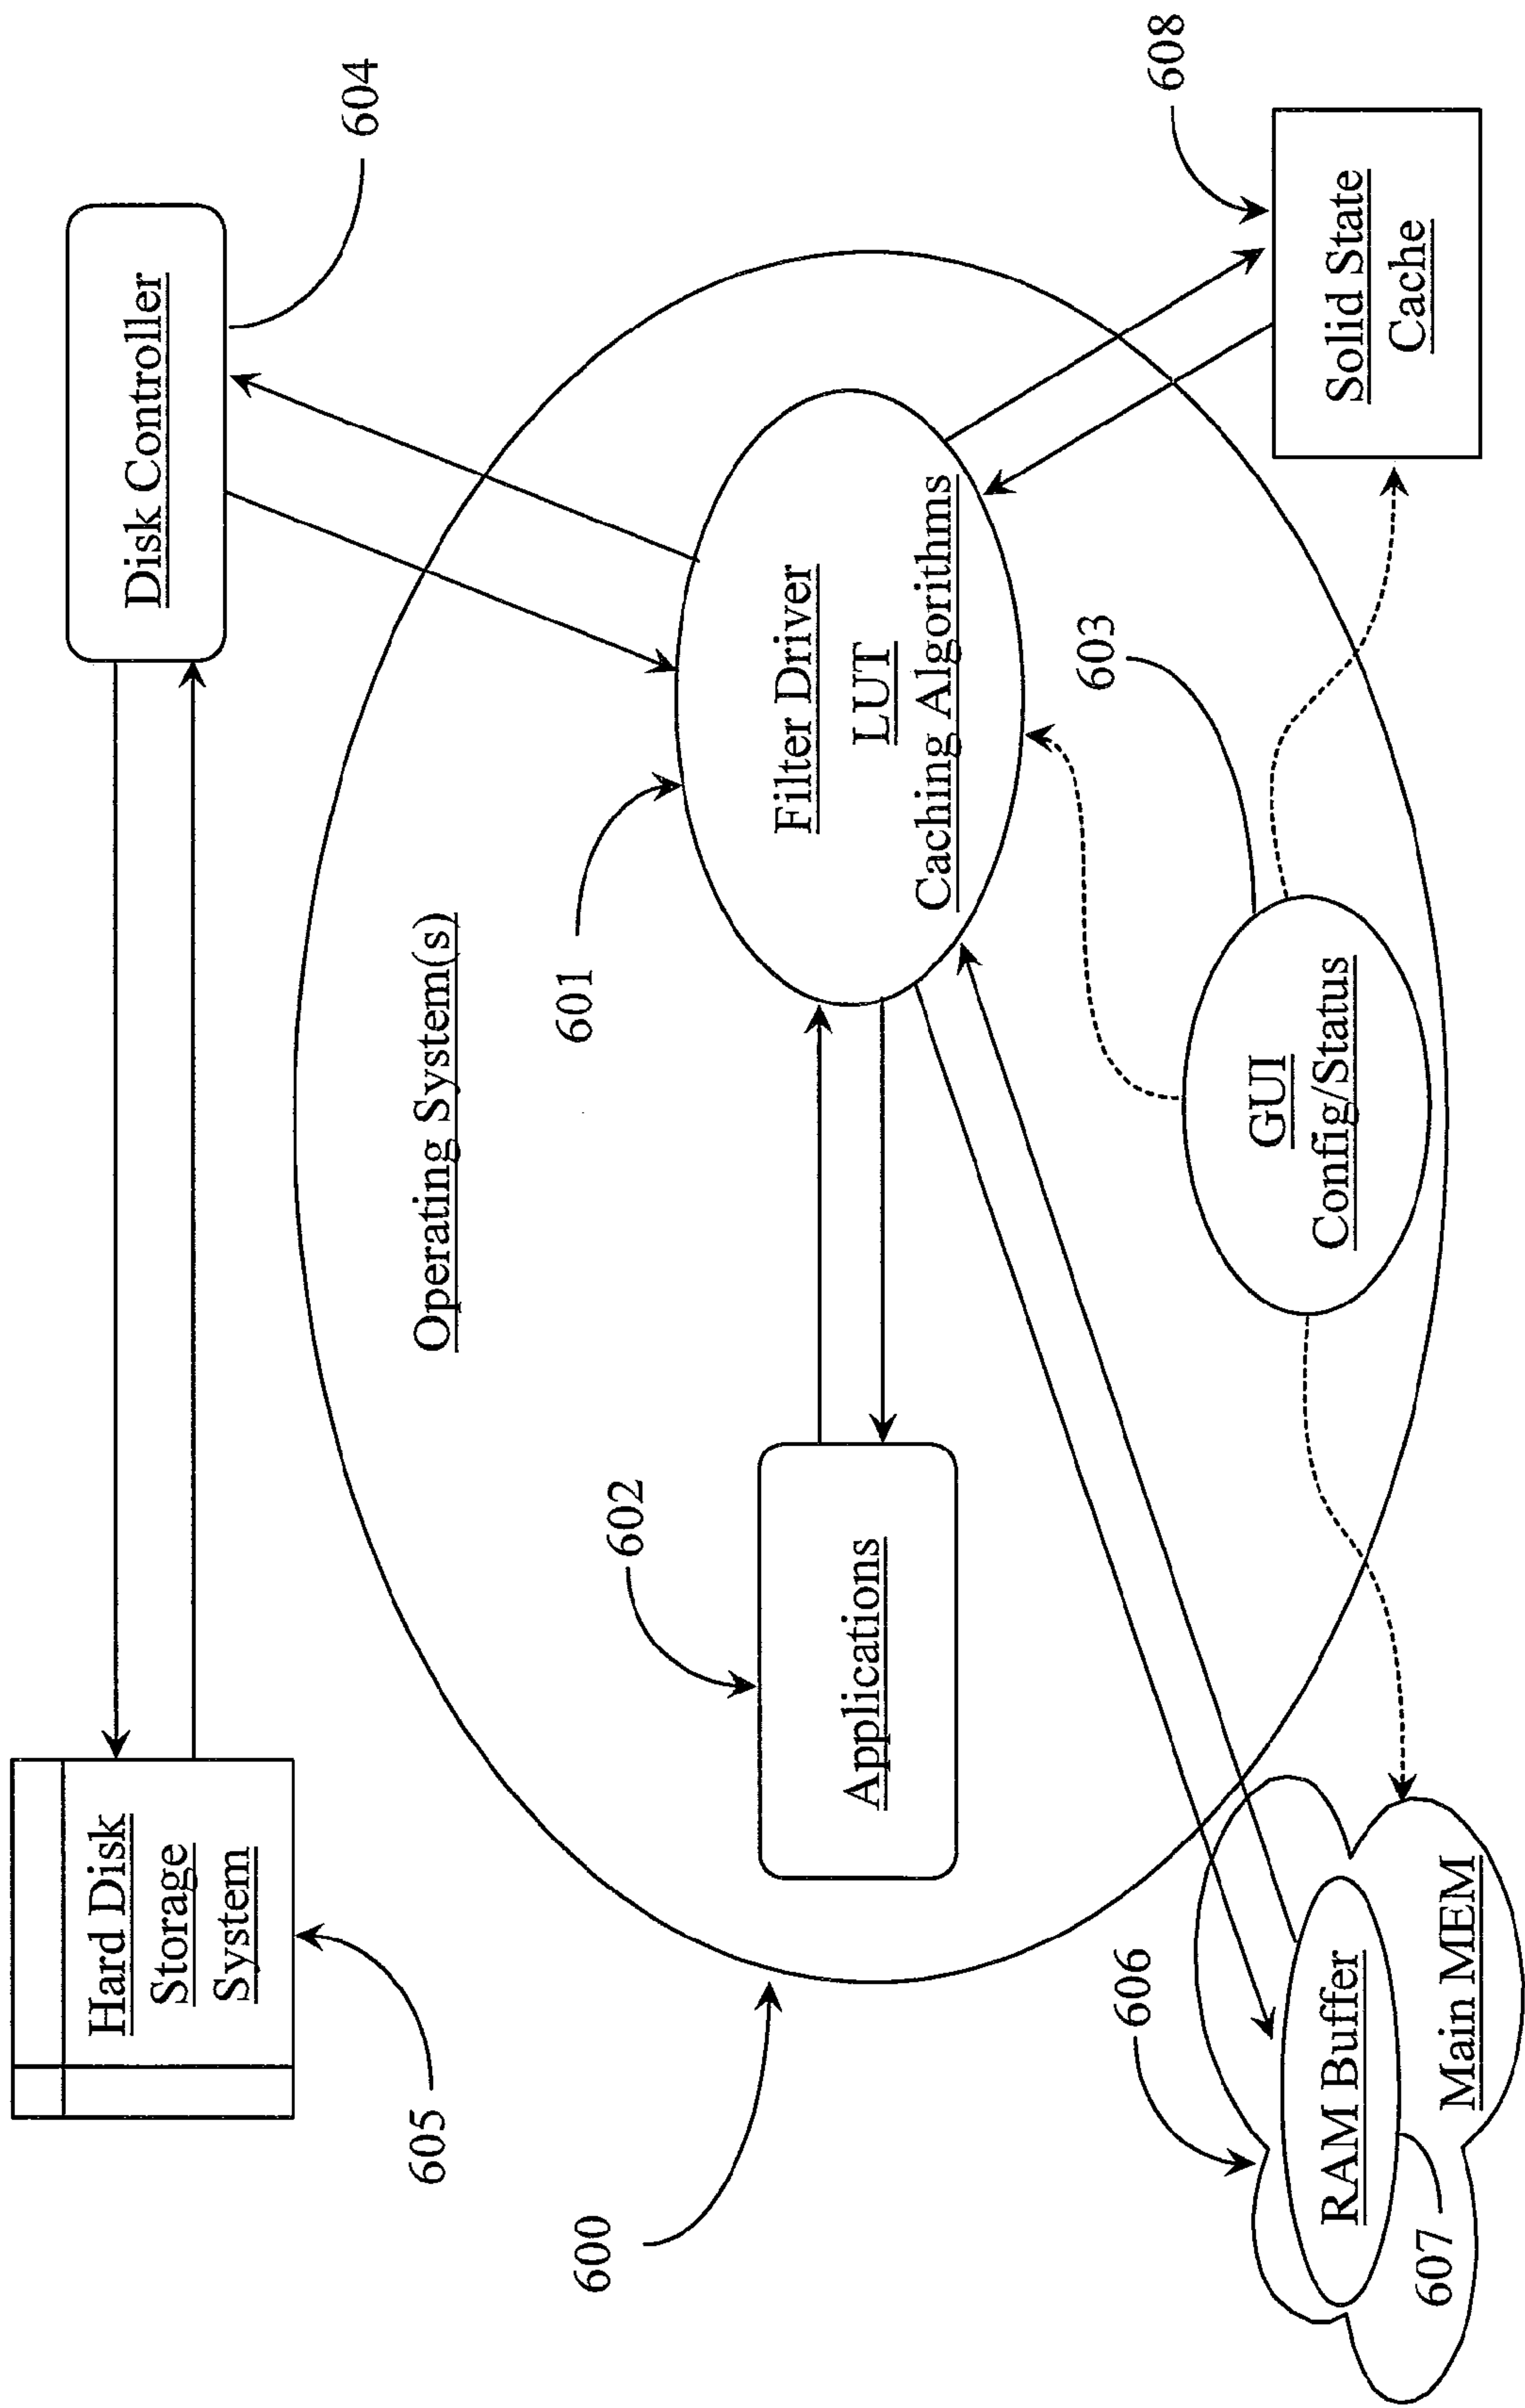 Hard Disk
Storage
System
605
Disk Controller
604
600
Operating System(s)
602
Applications
601
Filter Driver
LUT
Caching Algorithms
603
GUI
Config/Status
606
RAM Buffer
607
Main MEM
608
Solid State
Cache